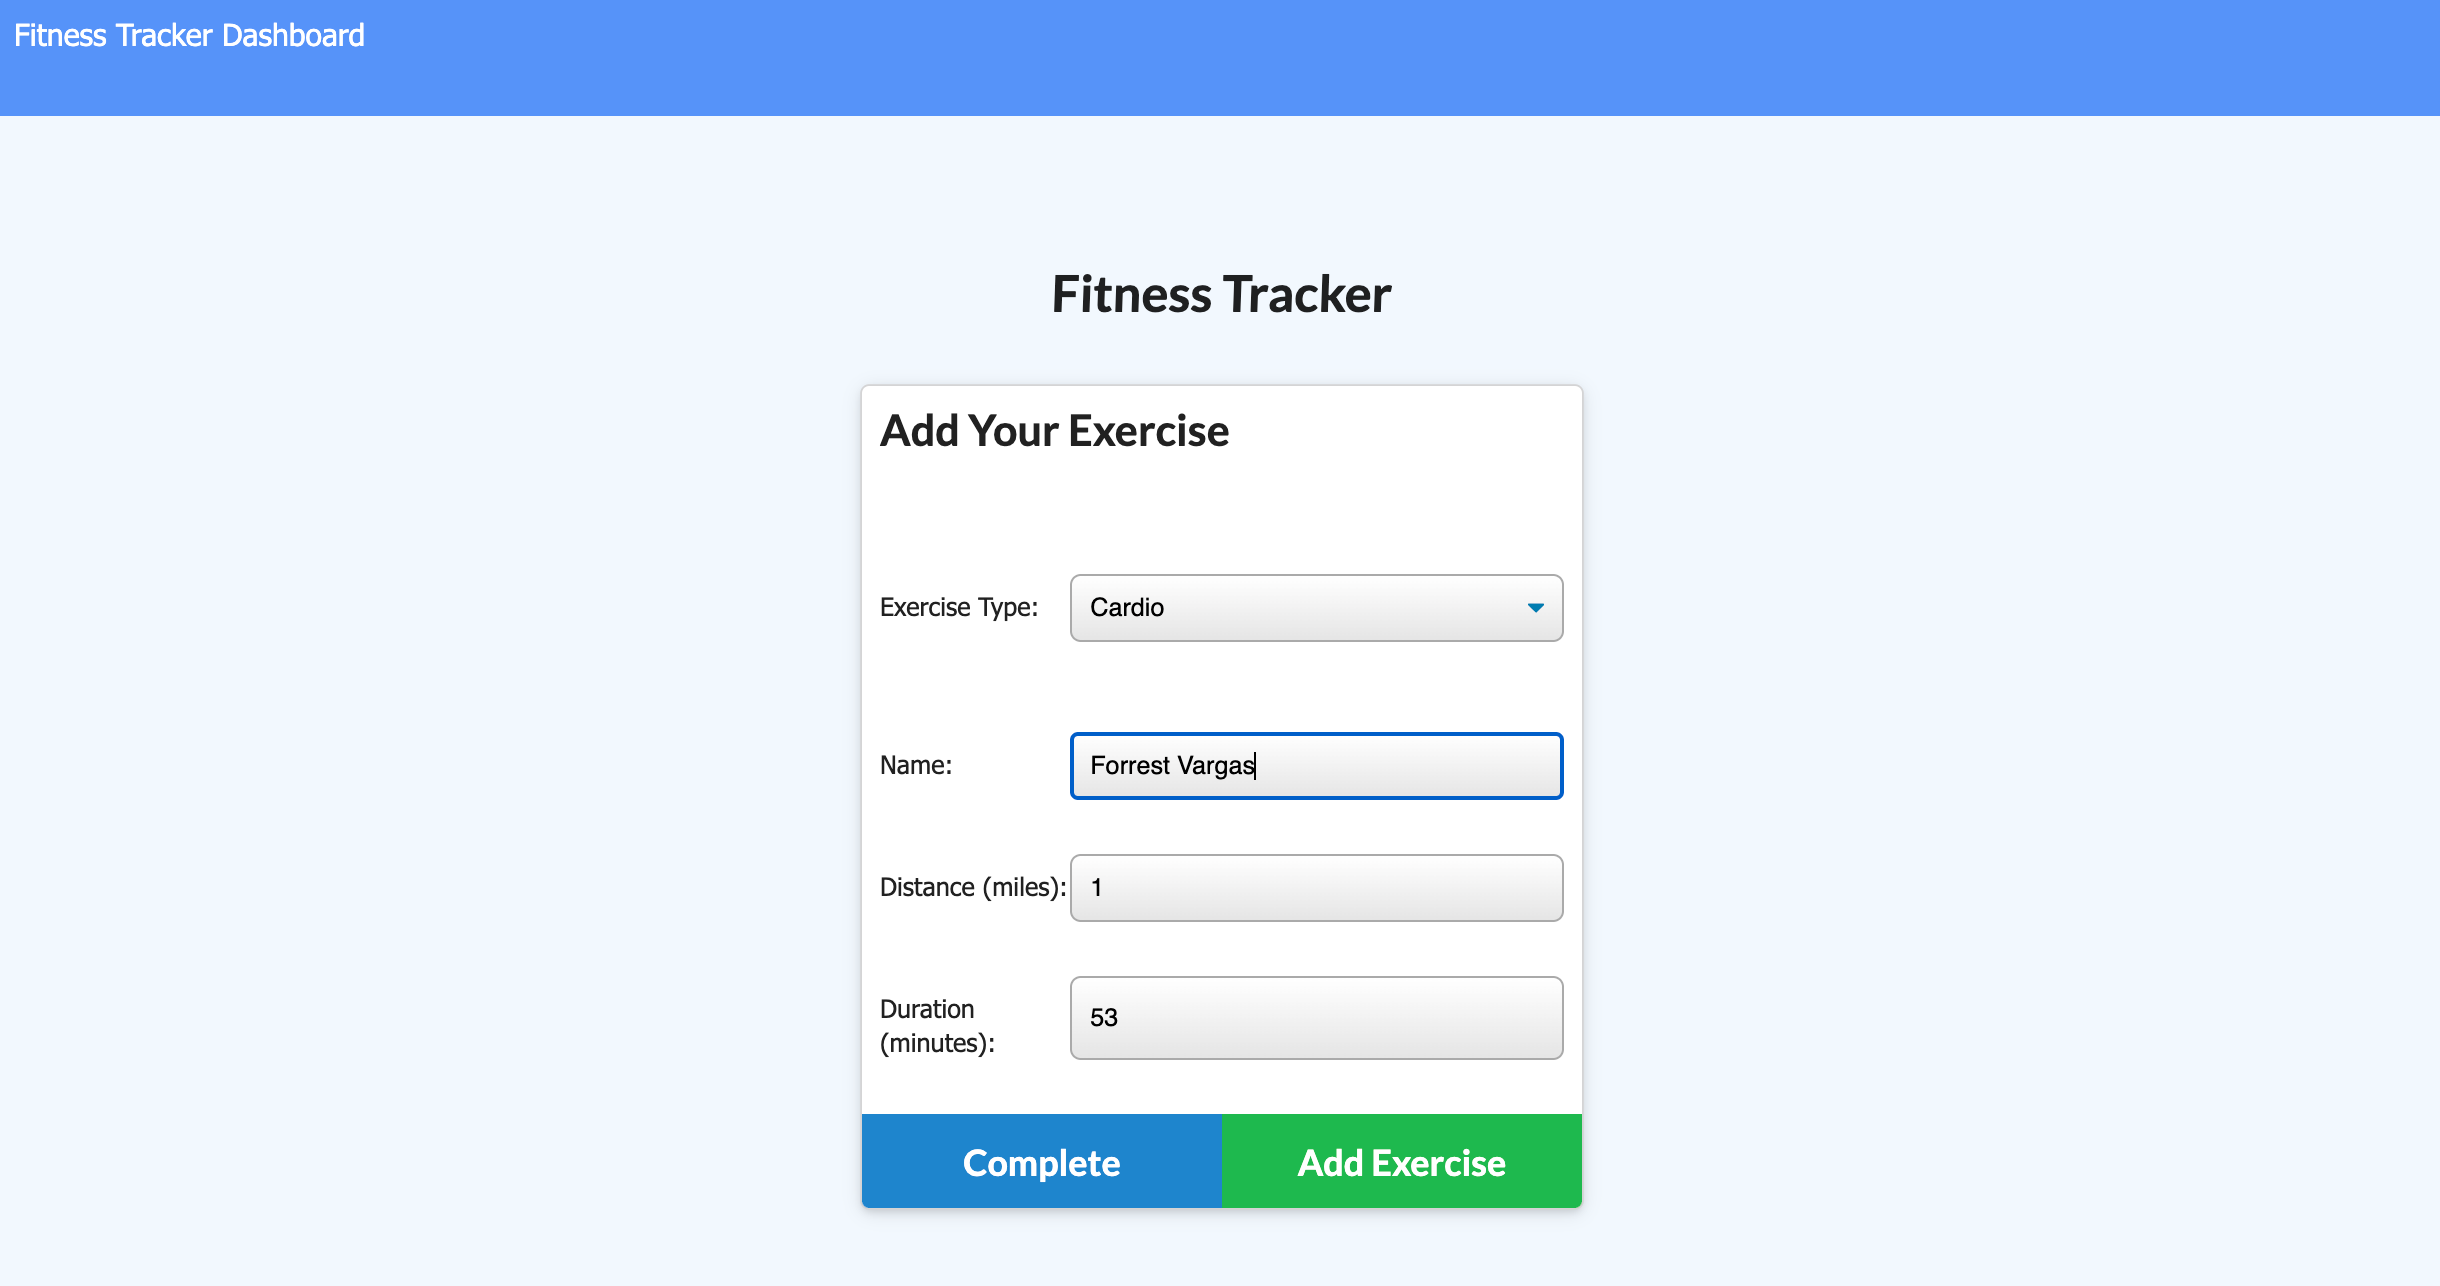 Fitness Tracker Dashboard
Fitness Tracker
Add Your Exercise
Exercise Type: Cardio
Name: Forrest Vargas
Distance (miles): 1
Duration (minutes): 53
Complete Add Exercise